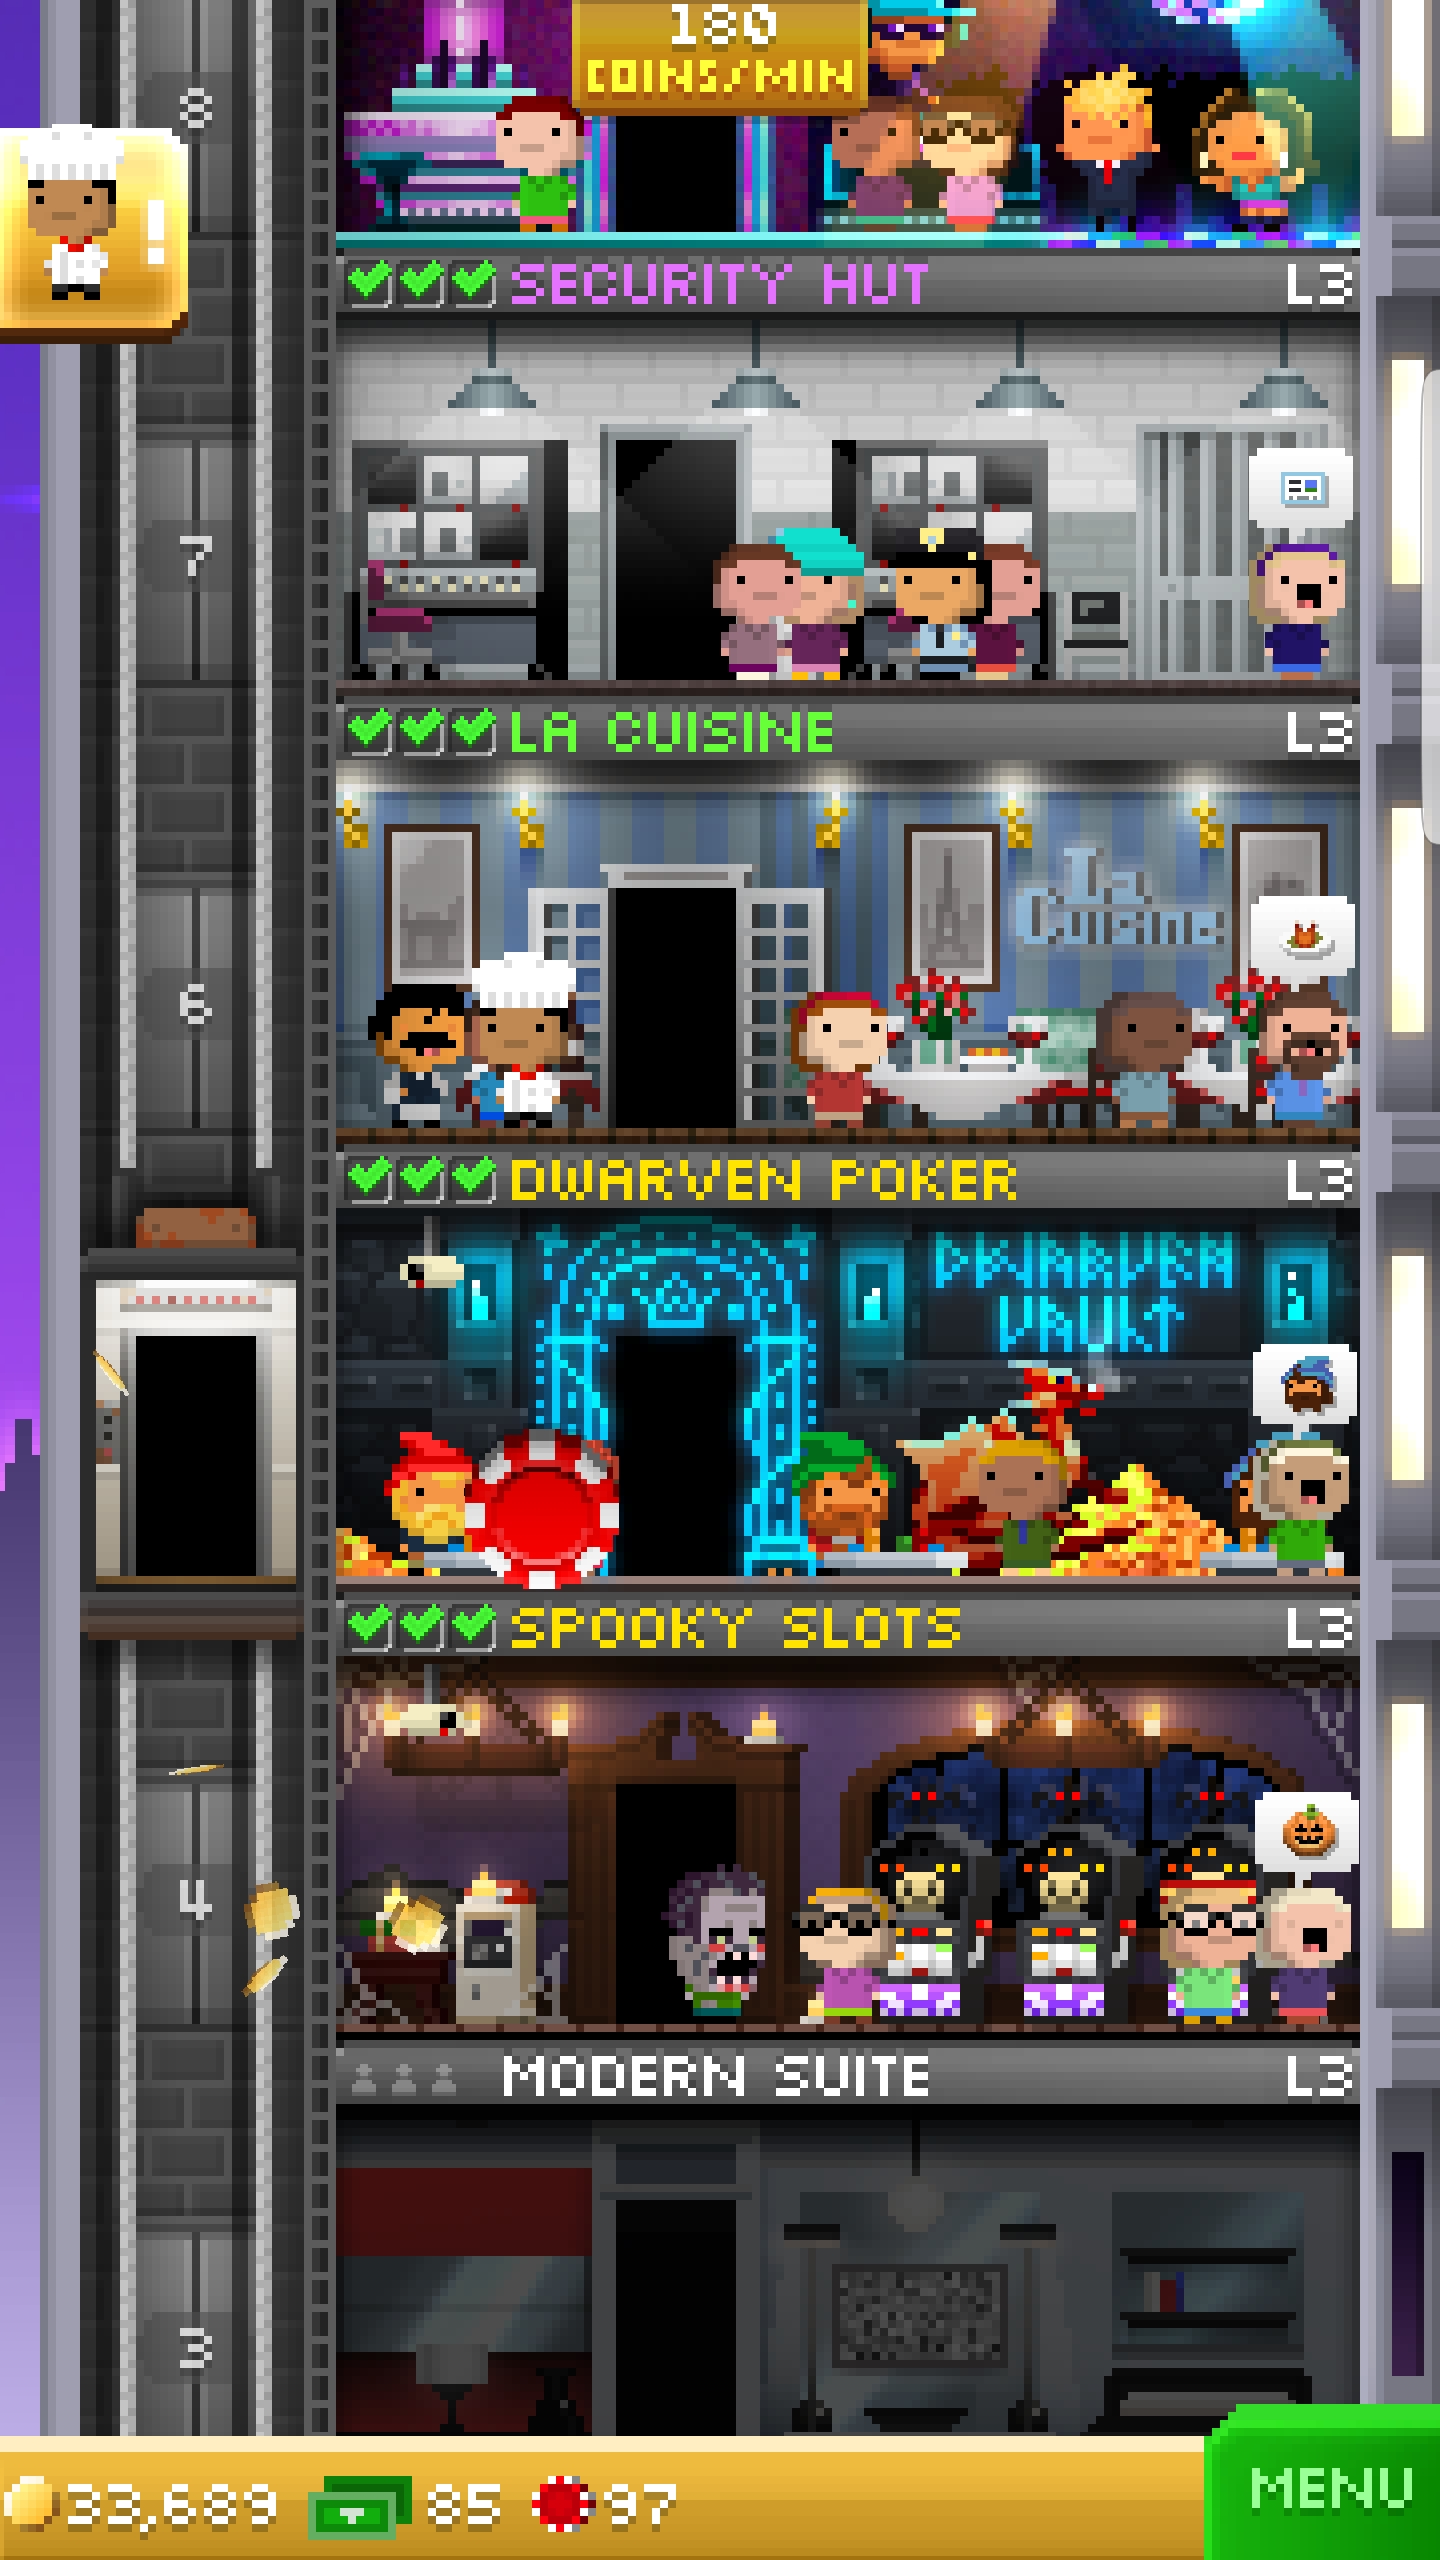 180
COINS/MIN
8
!
SECURITY HUT L3
7
LA CUISINE L3
La
Cuisine
6
DWARVEN POKER L3
DWARVEN
VAULT
SPOOKY SLOTS L3
4
MODERN SUITE L3
3
33,689 85 97
MENU